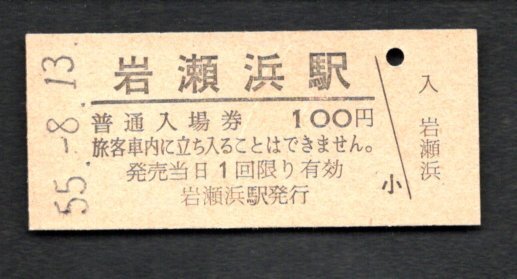 55.-8.13.
岩瀬浜駅
普通入場券 100円
旅客車内に立ち入ることはできません。
発売当日1回限り有効
岩瀬浜駅発行
小
入
岩瀬浜